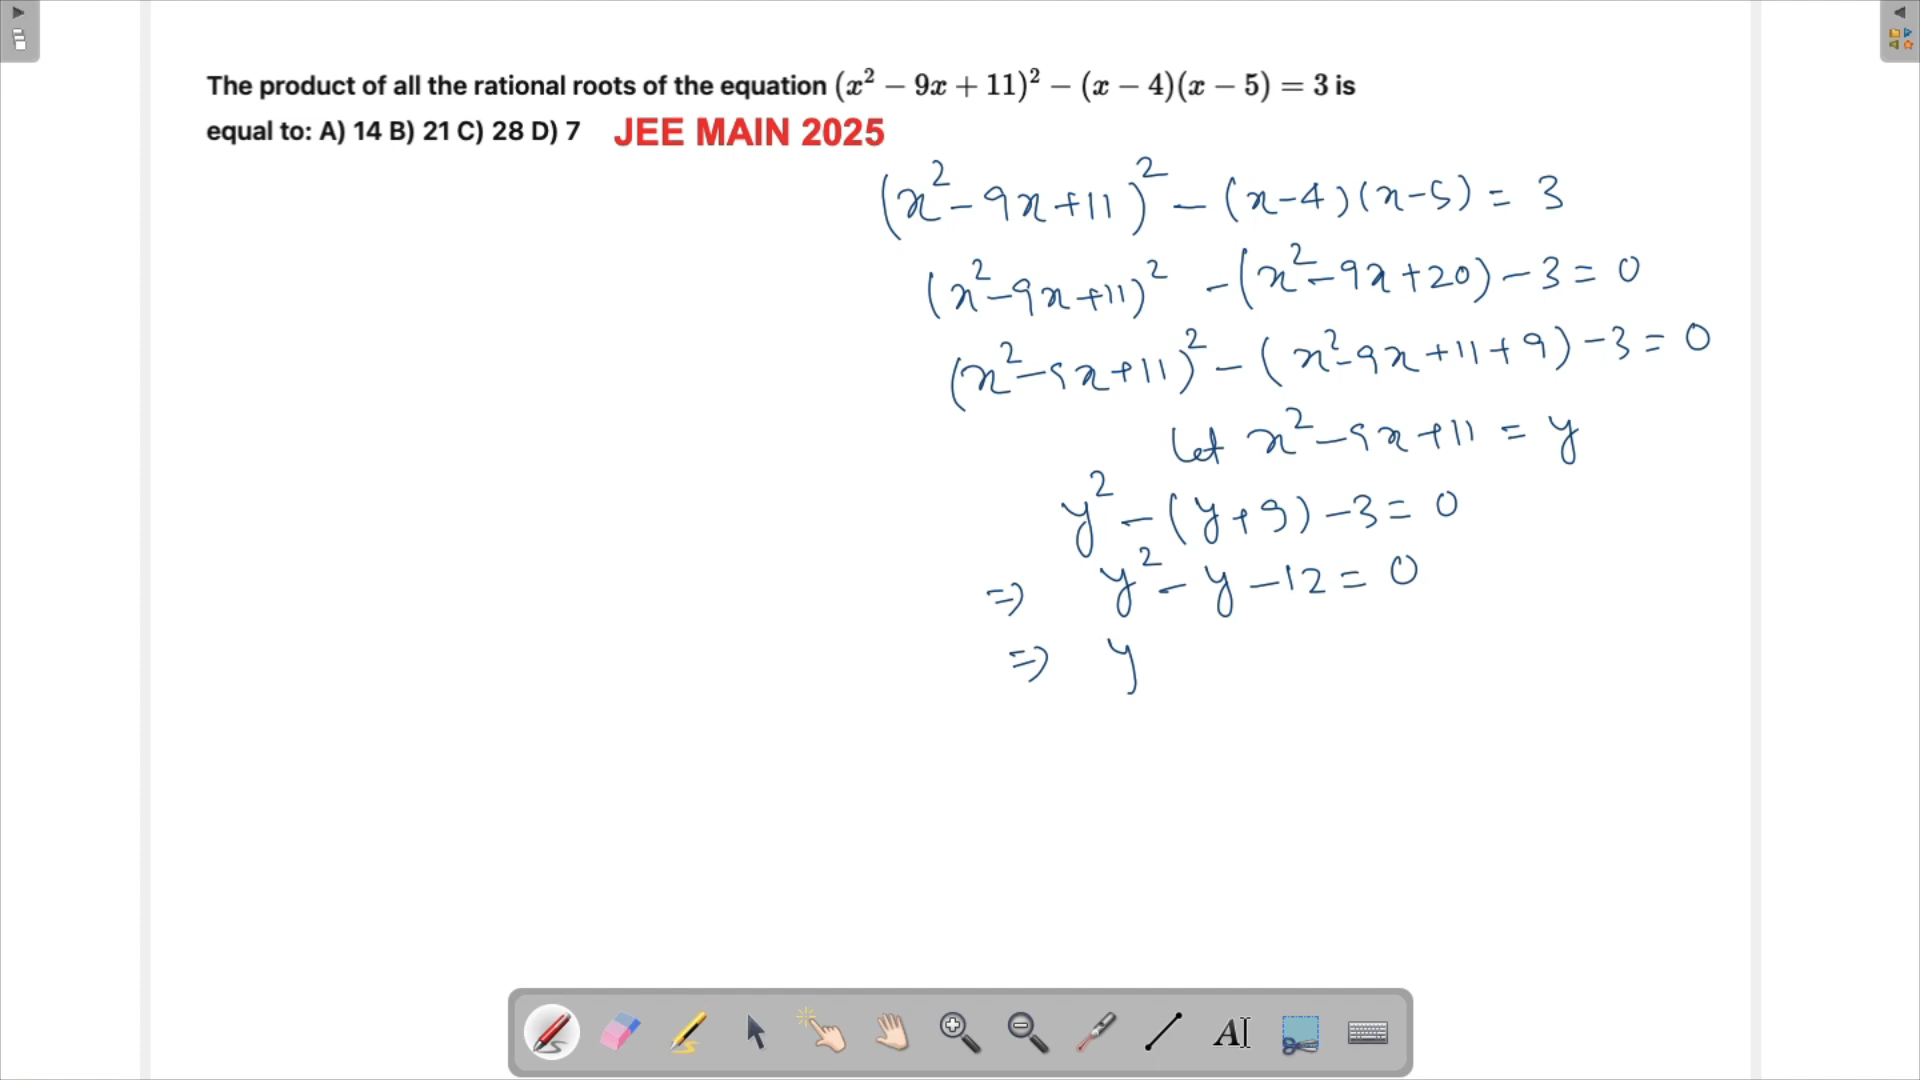 The product of all the rational roots of the equation (x² − 9x + 11)² − (x − 4)(x − 5) = 3 is
equal to: A) 14 B) 21 C) 28 D) 7 JEE MAIN 2025
(x² − 9x + 11)² − (x − 4)(x − 5) = 3
(x² − 9x + 11)² − (x² − 9x + 20) − 3 = 0
(x² − 9x + 11)² − (x² − 9x + 11 + 9) − 3 = 0
Let x² − 9x + 11 = y
y² − (y + 9) − 3 = 0
⇒ y² − y − 12 = 0
⇒ y
AI